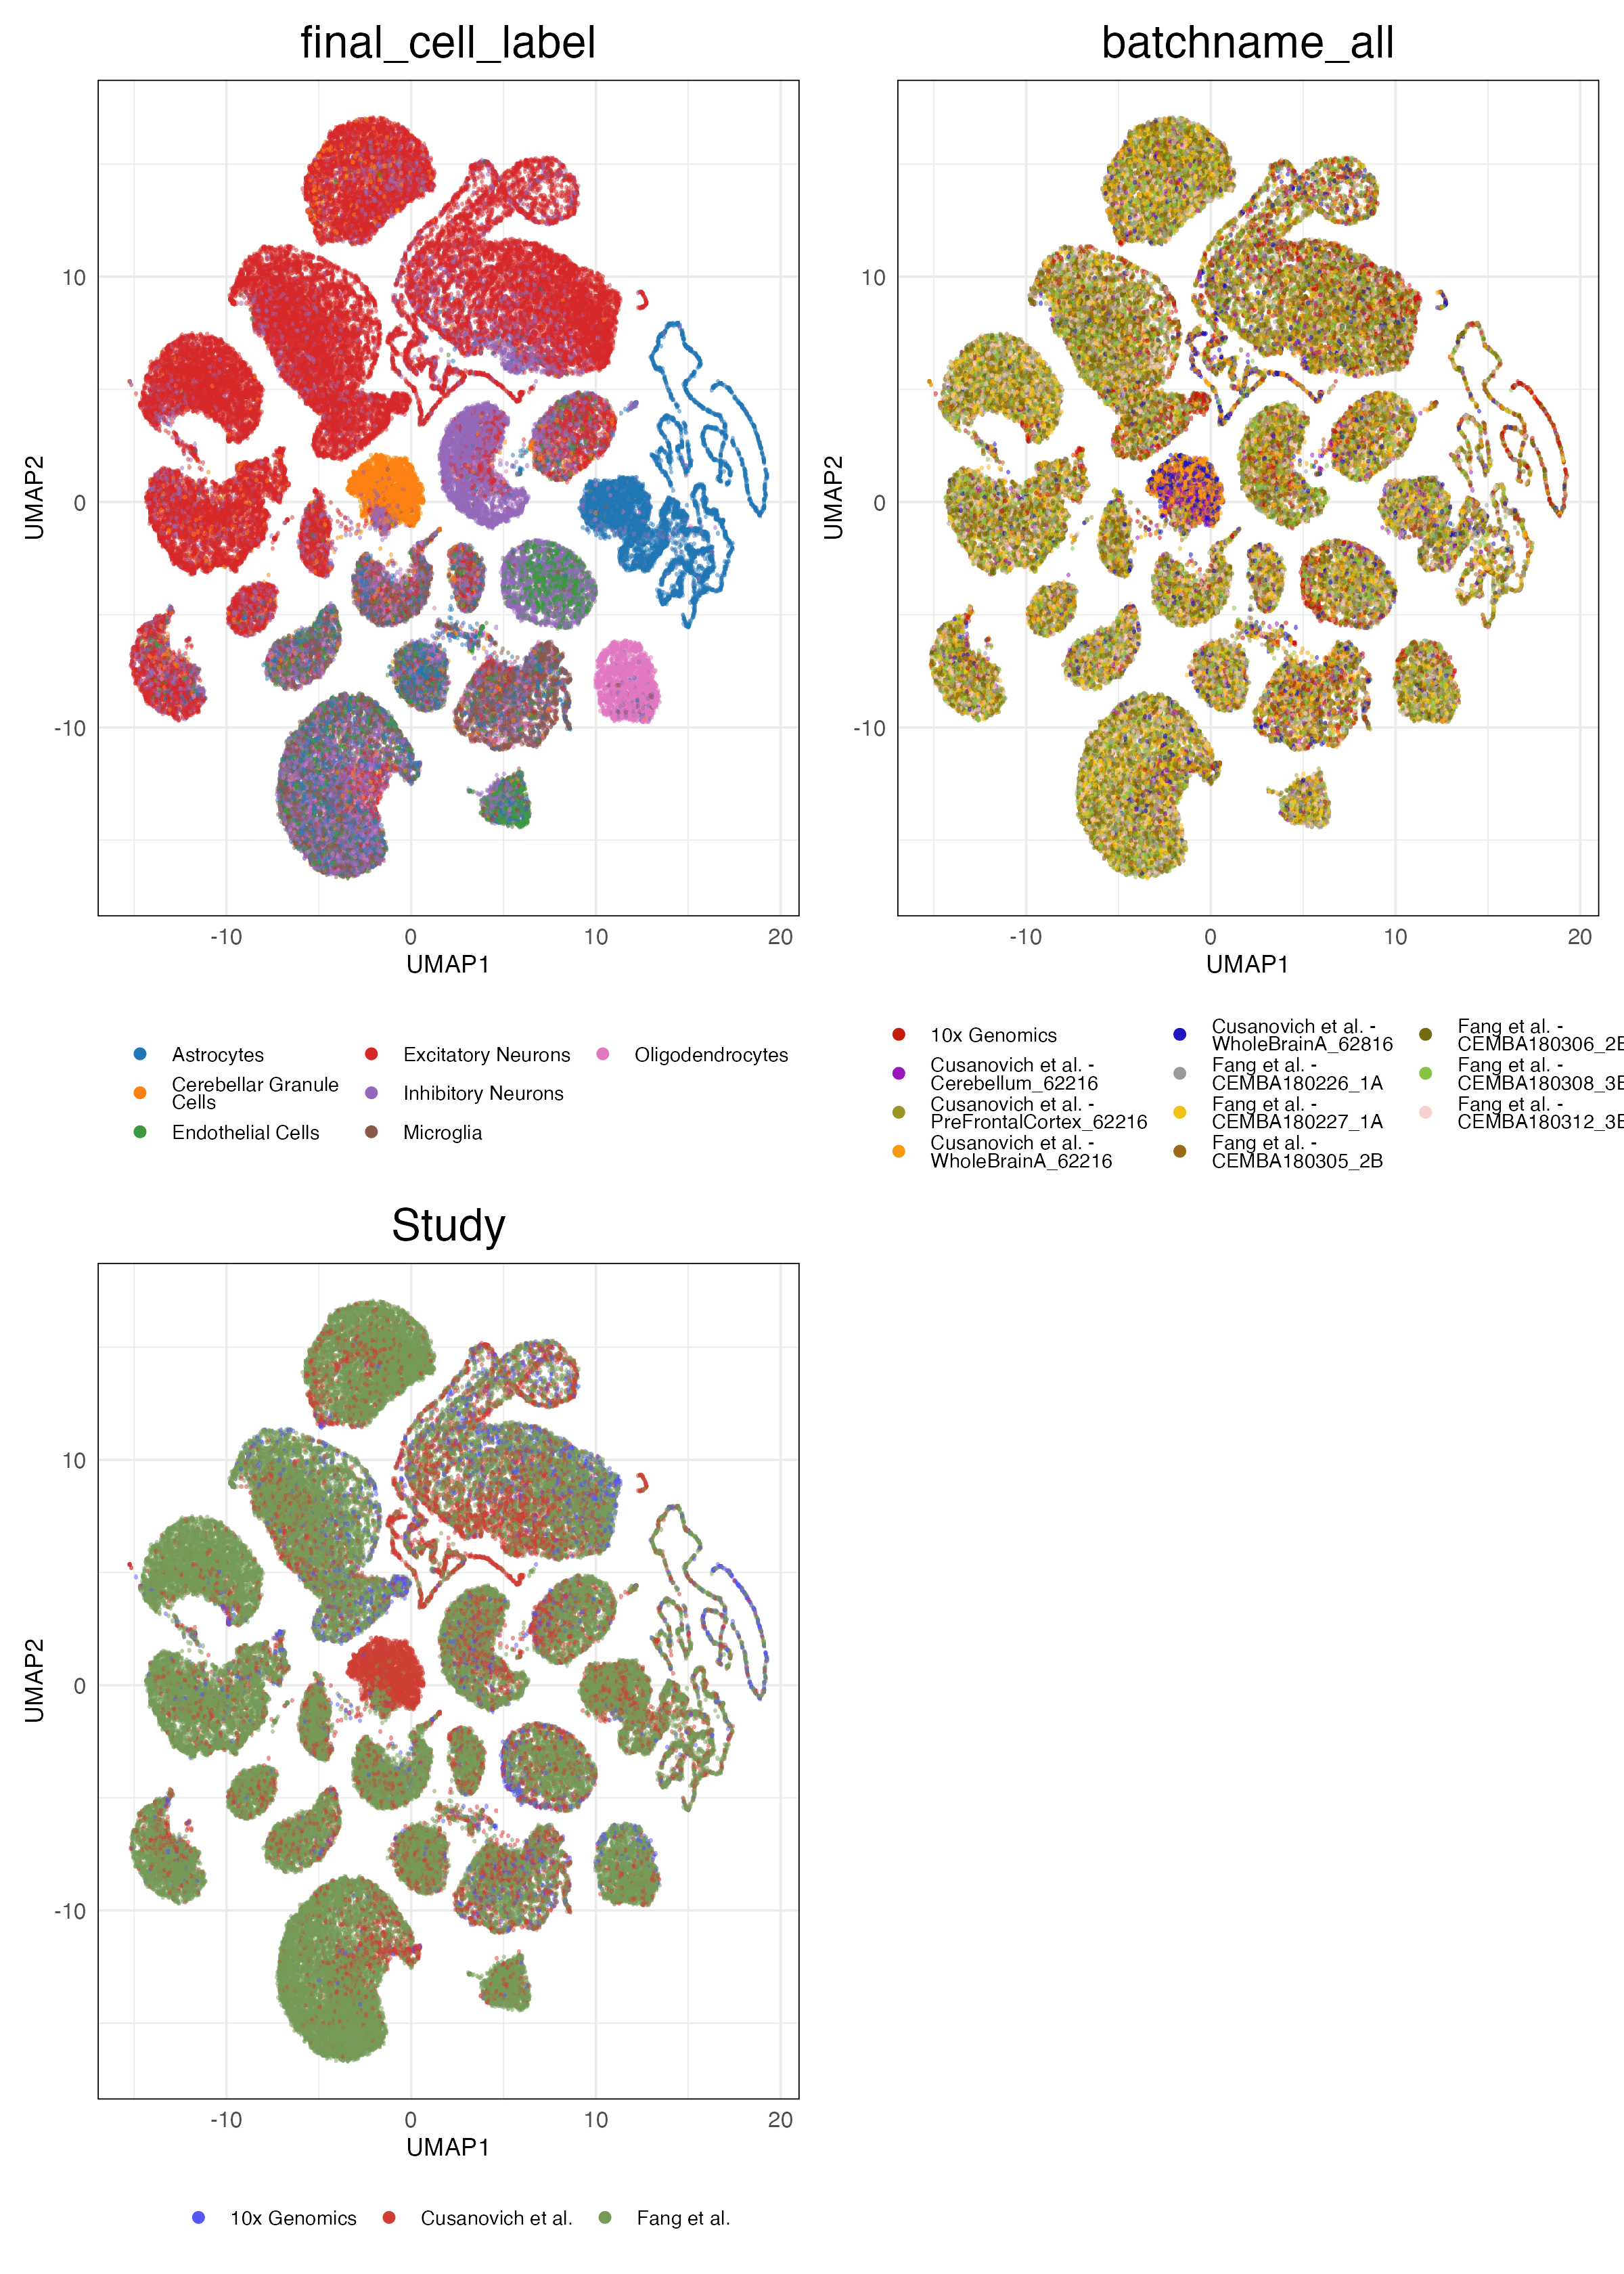 final_cell_label
batchname_all
10
0
-10
UMAP2
-10 0 10 20
UMAP1
10
0
-10
UMAP2
-10 0 10 20
UMAP1
Astrocytes
Cerebellar Granule
Cells
Endothelial Cells
Excitatory Neurons
Inhibitory Neurons
Microglia
Oligodendrocytes
10x Genomics
Cusanovich et al. -
Cerebellum_62216
Cusanovich et al. -
PreFrontalCortex_62216
Cusanovich et al. -
WholeBrainA_62216
Cusanovich et al. -
WholeBrainA_62816
Fang et al. -
CEMBA180226_1A
Fang et al. -
CEMBA180227_1A
Fang et al. -
CEMBA180305_2B
Fang et al. -
CEMBA180306_2B
Fang et al. -
CEMBA180308_3B
Fang et al. -
CEMBA180312_3B
Study
10
0
-10
UMAP2
-10 0 10 20
UMAP1
10x Genomics
Cusanovich et al.
Fang et al.